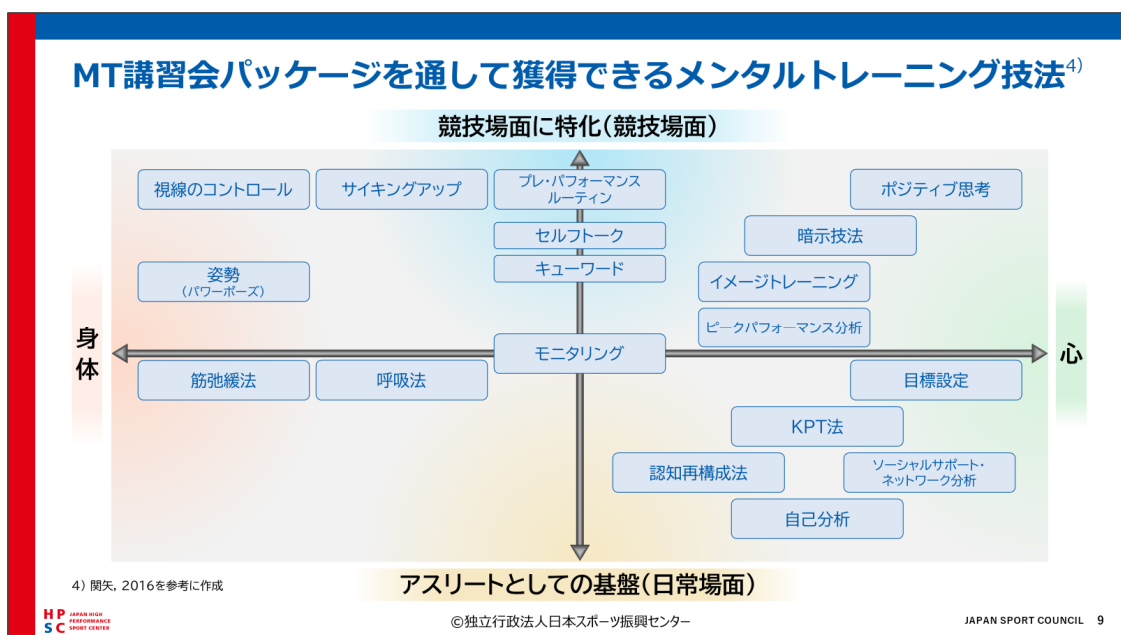 MT講習会パッケージを通して獲得できるメンタルトレーニング技法4)
競技場面に特化(競技場面)
視線のコントロール
サイキングアップ
プレ・パフォーマンス
ルーティン
ポジティブ思考
セルフトーク
暗示技法
キューワード
姿勢
(パワーポーズ)
イメージトレーニング
ピークパフォーマンス分析
身体
モニタリング
心
筋弛緩法
呼吸法
目標設定
KPT法
認知再構成法
ソーシャルサポート・
ネットワーク分析
自己分析
アスリートとしての基盤(日常場面)
4) 関矢, 2016を参考に作成
HP
SC
JAPAN HIGH
PERFORMANCE
SPORT CENTER
©独立行政法人日本スポーツ振興センター
JAPAN SPORT COUNCIL 9